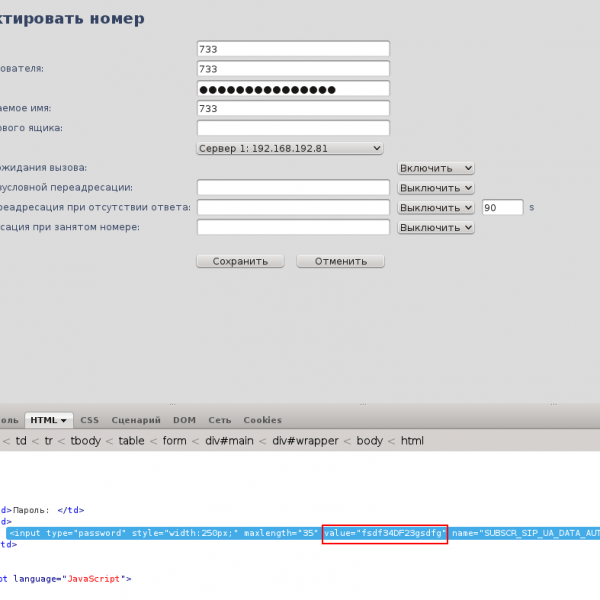 ктировать номер
733
ователя:
733
●●●●●●●●●●●●●●●
аемое имя:
733
ового ящика:
Сервер 1: 192.168.192.81
ожидания вызова:
Включить
зусловной переадресации:
Выключить
реадресация при отсутствии ответа:
Выключить
90
s
сация при занятом номере:
Выключить
Сохранить
Отменить
оль HTML CSS Сценарий DOM Сеть Cookies
< td < tr < tbody < table < form < div#main < div#wrapper < body < html
d>Пароль: </td>
d>
<input type="password" style="width:250px;" maxlength="35" value="fsdf34DF23gsdfg" name="SUBSCR_SIP_UA_DATA_AUT
td>
pt language="JavaScript">